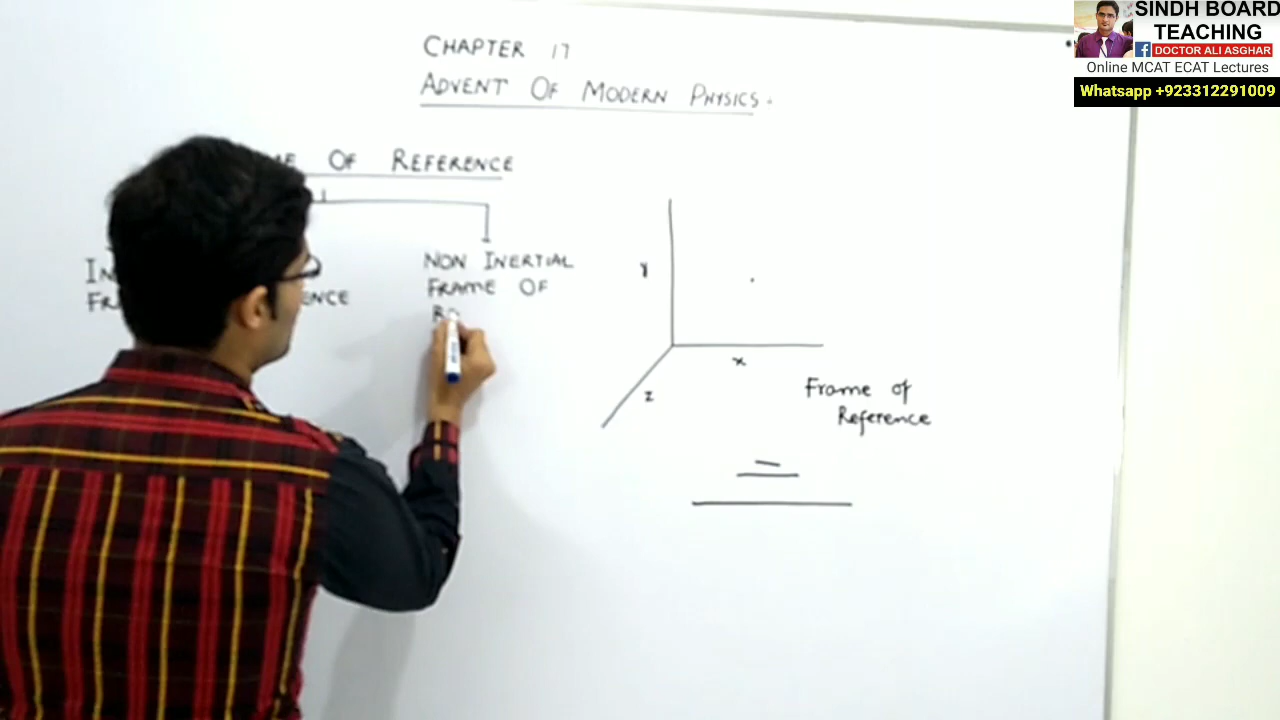 CHAPTER 17
ADVENT OF MODERN PHYSICS.
OF REFERENCE
NON INERTIAL
FRAME OF
Y
X
Z
Frame of
Reference
SINDH BOARD
TEACHING
f DOCTOR ALI ASGHAR
Online MCAT ECAT Lectures
Whatsapp +923312291009